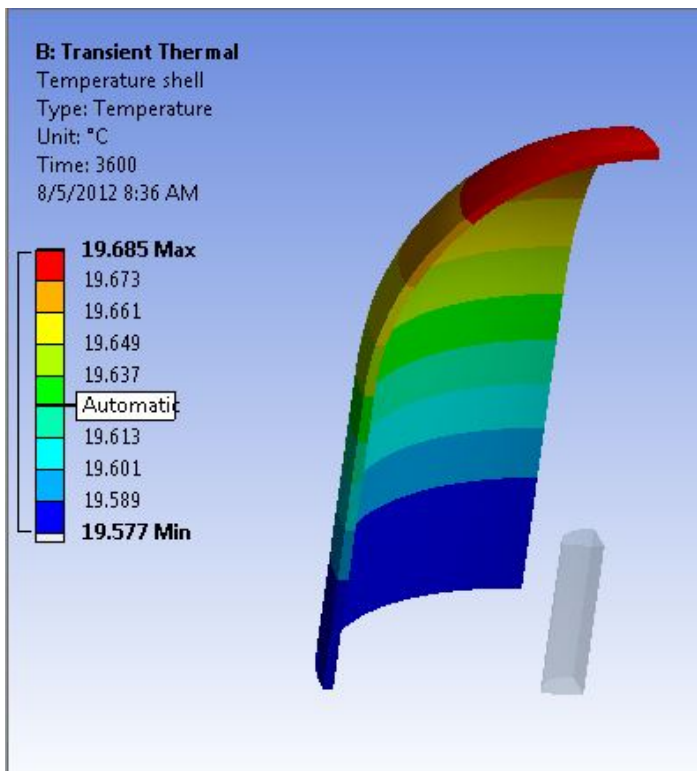 B: Transient Thermal
Temperature shell
Type: Temperature
Unit: °C
Time: 3600
8/5/2012 8:36 AM
19.685 Max
19.673
19.661
19.649
19.637
Automatic
19.613
19.601
19.589
19.577 Min